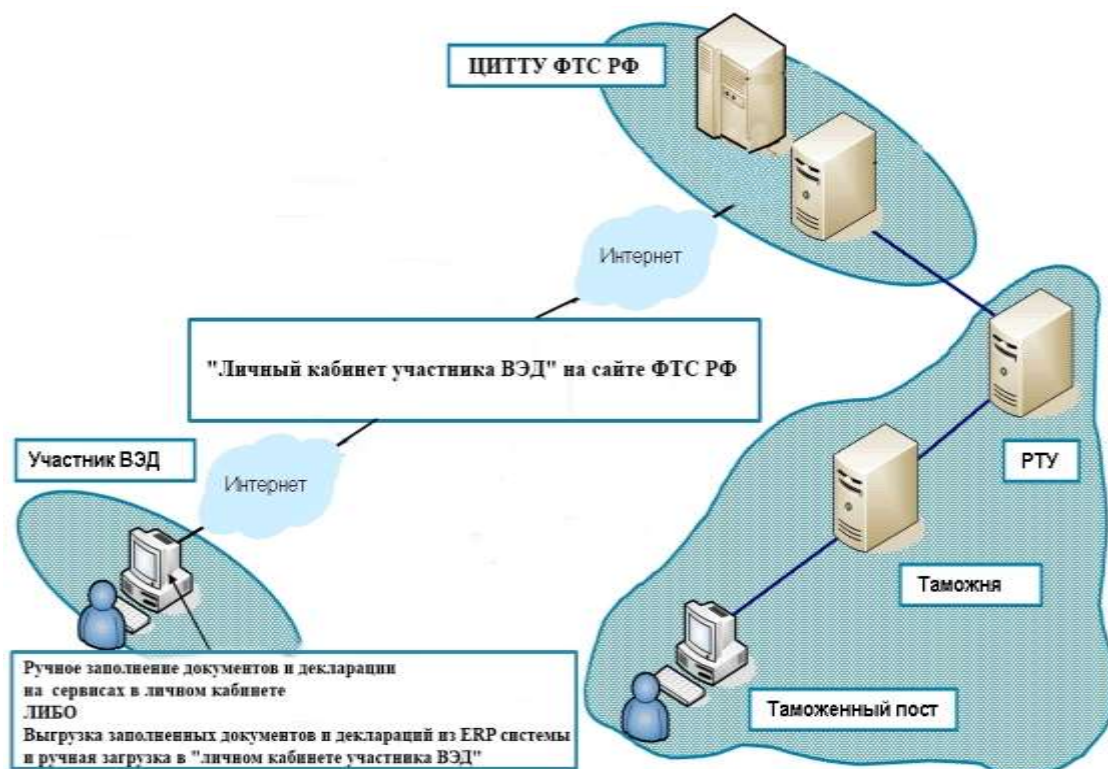 ЦИТТУ ФТС РФ
Интернет
"Личный кабинет участника ВЭД" на сайте ФТС РФ
Участник ВЭД
Интернет
РТУ
Таможня
Таможенный пост
Ручное заполнение документов и декларации
на сервисах в личном кабинете
ЛИБО
Выгрузка заполненных документов и деклараций из ERP системы
и ручная загрузка в "личном кабинете участника ВЭД"